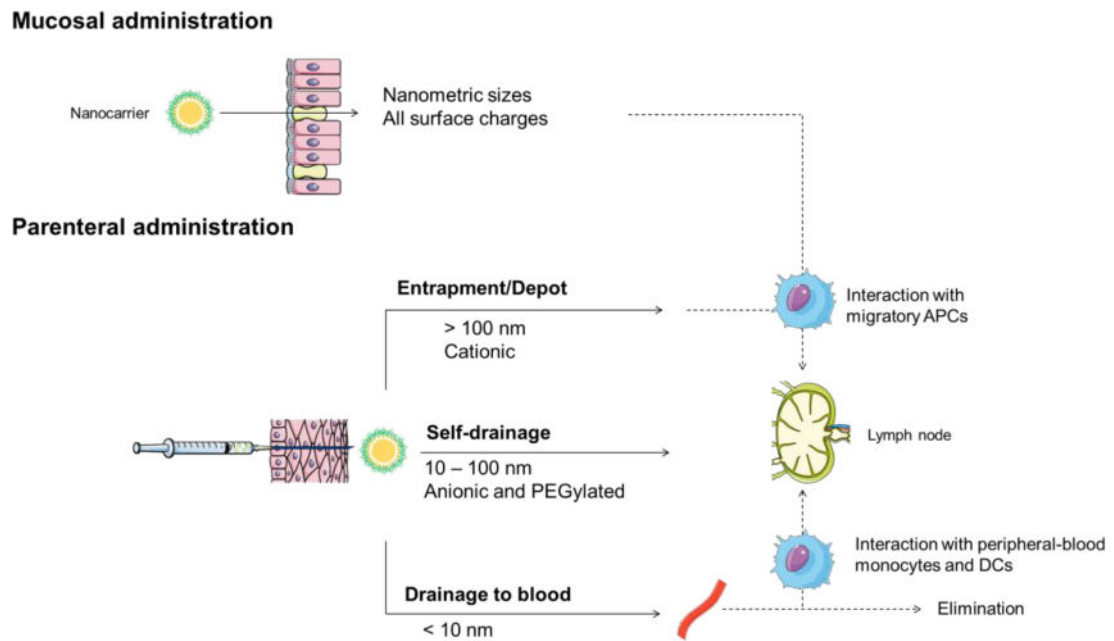 Mucosal administration
Nanocarrier
Nanometric sizes
All surface charges
Parenteral administration
Entrapment/Depot
> 100 nm
Cationic
Interaction with
migratory APCs
Self-drainage
10 – 100 nm
Anionic and PEGylated
Lymph node
Interaction with peripheral-blood
monocytes and DCs
Drainage to blood
< 10 nm
Elimination